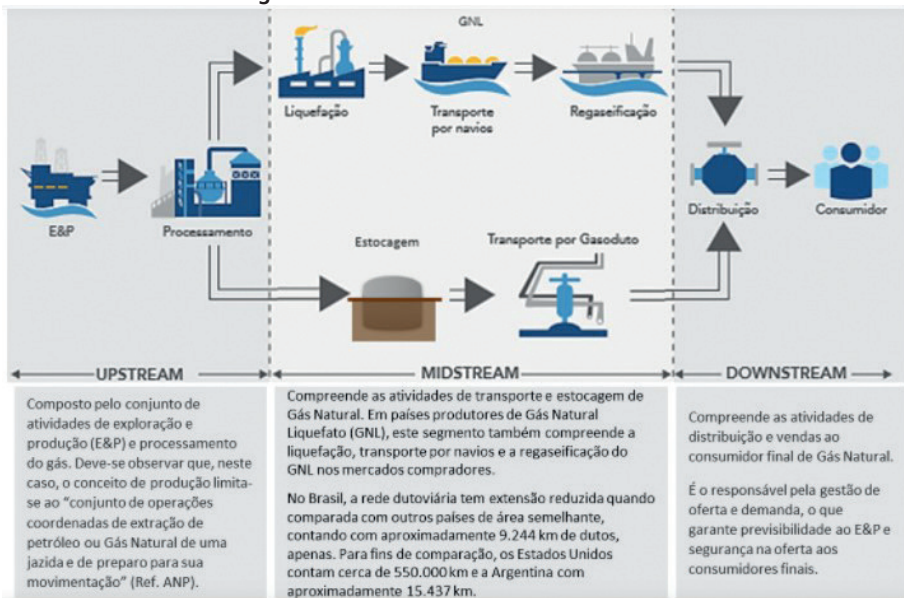 GNL
Liquefação
Transporte
por navios
Regaseificação
E&P
Processamento
Distribuição
Consumidor
Estocagem
Transporte por Gasoduto
UPSTREAM
MIDSTREAM
DOWNSTREAM
Composto pelo conjunto de
atividades de exploração e
produção (E&P) e processamento
do gás. Deve-se observar que, neste
caso, o conceito de produção limita-
se ao “conjunto de operações
coordenadas de extração de
petróleo ou Gás Natural de uma
jazida e de preparo para sua
movimentação” (Ref. ANP).
Compreende as atividades de transporte e estocagem de
Gás Natural. Em países produtores de Gás Natural
Liquefato (GNL), este segmento também compreende a
liquefação, transporte por navios e a regaseificação do
GNL nos mercados compradores.
No Brasil, a rede dutoviária tem extensão reduzida quando
comparada com outros países de área semelhante,
contando com aproximadamente 9.244 km de dutos,
apenas. Para fins de comparação, os Estados Unidos
contam cerca de 550.000 km e a Argentina com
aproximadamente 15.437 km.
Compreende as atividades de
distribuição e vendas ao
consumidor final de Gás Natural.
É o responsável pela gestão de
oferta e demanda, o que
garante previsibilidade ao E&P e
segurança na oferta aos
consumidores finais.